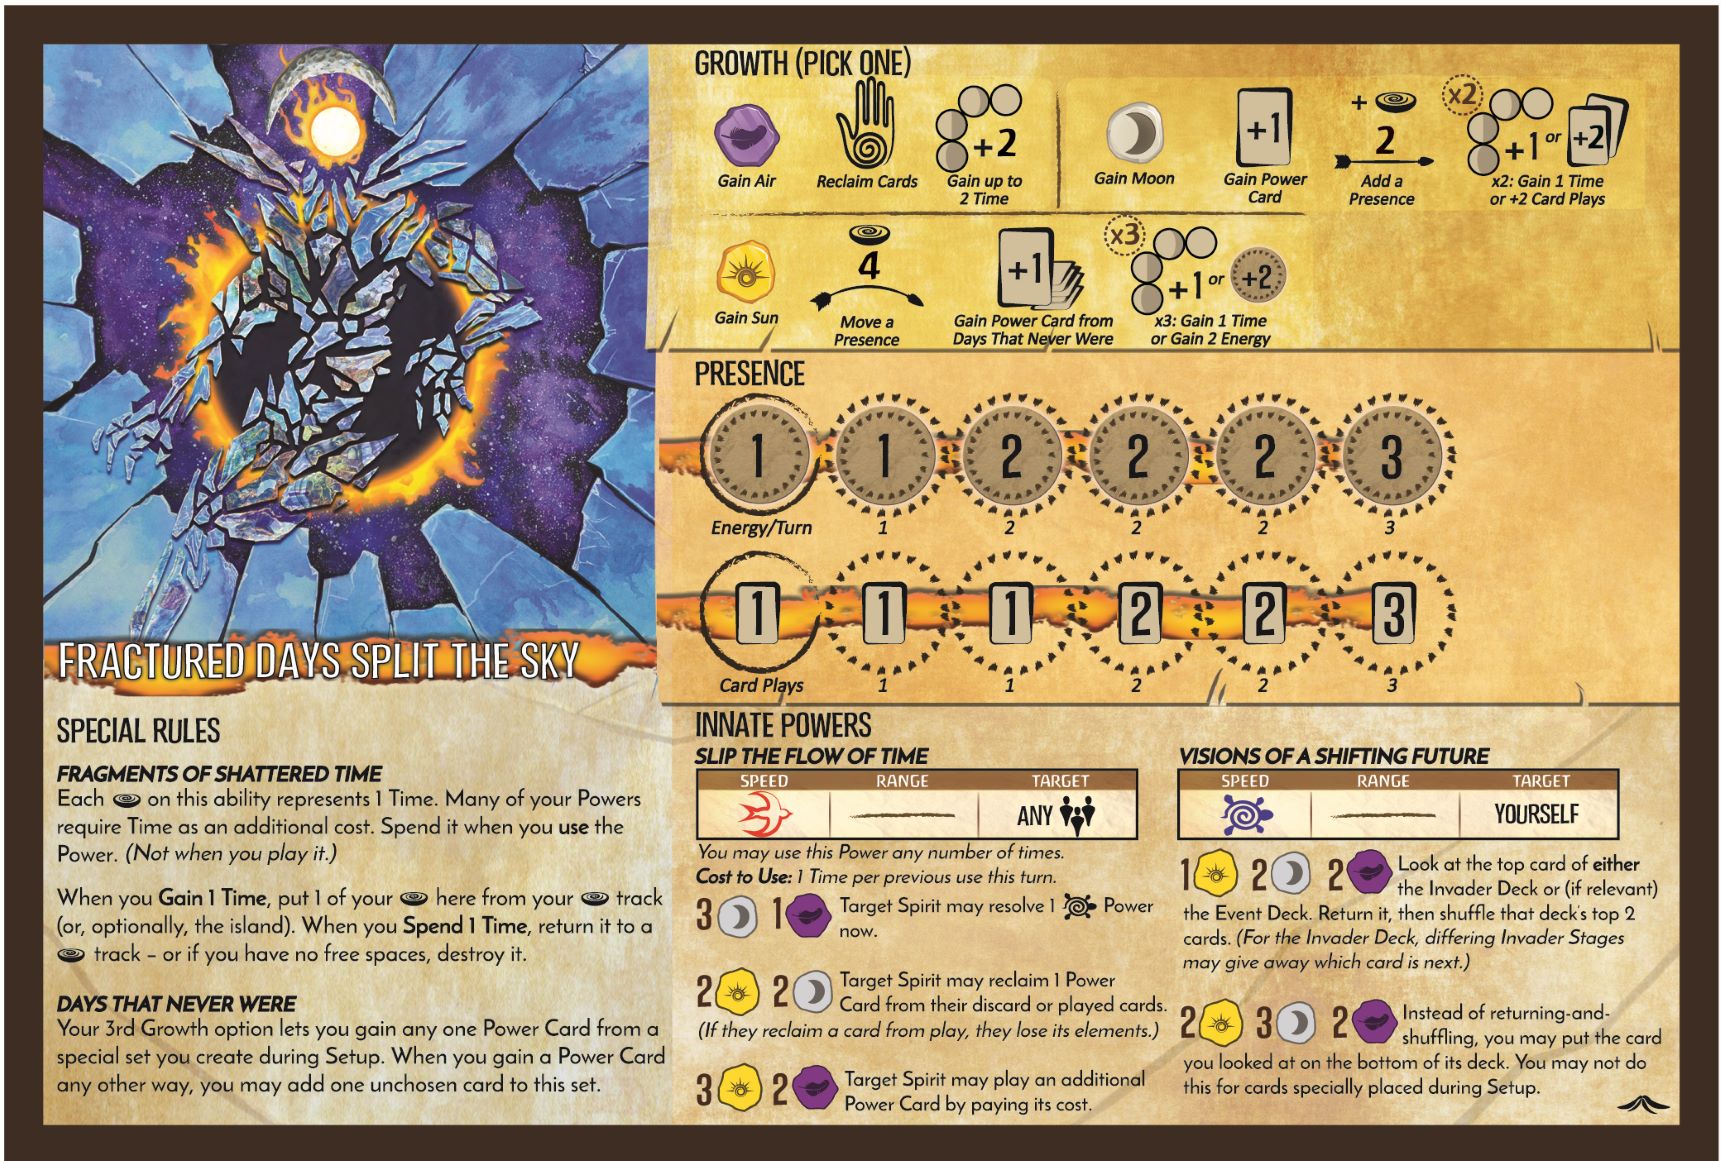 GROWTH (PICK ONE)
+2
Gain Air
Reclaim Cards
Gain up to
2 Time
+1
+
2
x2
+1 or +2
Gain Moon
Gain Power
Card
Add a
Presence
x2: Gain 1 Time
or +2 Card Plays
4
+1
x3
+1 or +2
Gain Sun
Move a
Presence
Gain Power Card from
Days That Never Were
x3: Gain 1 Time
or Gain 2 Energy
PRESENCE
1 1 2 2 2 3
Energy/Turn 1 2 2 2 3
1 1 1 2 2 3
Card Plays 1 1 2 2 3
FRACTURED DAYS SPLIT THE SKY
SPECIAL RULES
FRAGMENTS OF SHATTERED TIME
Each on this ability represents 1 Time. Many of your Powers
require Time as an additional cost. Spend it when you use the
Power. (Not when you play it.)
When you Gain 1 Time, put 1 of your here from your track
(or, optionally, the island). When you Spend 1 Time, return it to a
track – or if you have no free spaces, destroy it.
DAYS THAT NEVER WERE
Your 3rd Growth option lets you gain any one Power Card from a
special set you create during Setup. When you gain a Power Card
any other way, you may add one unchosen card to this set.
INNATE POWERS
SLIP THE FLOW OF TIME
SPEED RANGE TARGET
ANY
You may use this Power any number of times.
Cost to Use: 1 Time per previous use this turn.
3 1 Target Spirit may resolve 1 Power
now.
2 2 Target Spirit may reclaim 1 Power
Card from their discard or played cards.
(If they reclaim a card from play, they lose its elements.)
3 2 Target Spirit may play an additional
Power Card by paying its cost.
VISIONS OF A SHIFTING FUTURE
SPEED RANGE TARGET
YOURSELF
1 2 2 Look at the top card of either
the Invader Deck or (if relevant)
the Event Deck. Return it, then shuffle that deck's top 2
cards. (For the Invader Deck, differing Invader Stages
may give away which card is next.)
2 3 2 Instead of returning-and-
shuffling, you may put the card
you looked at on the bottom of its deck. You may not do
this for cards specially placed during Setup.